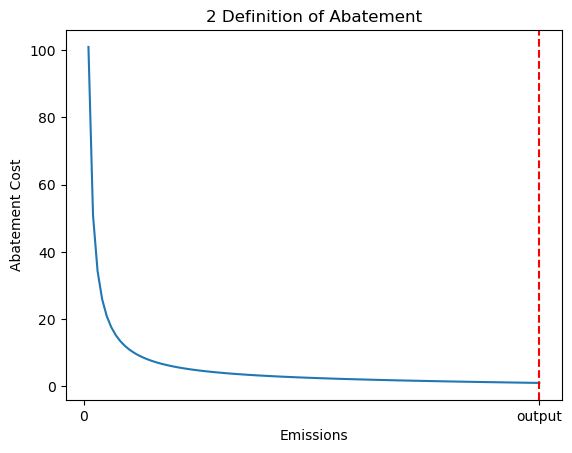 2 Definition of Abatement
Abatement Cost
100
80
60
40
20
0
0
output
Emissions